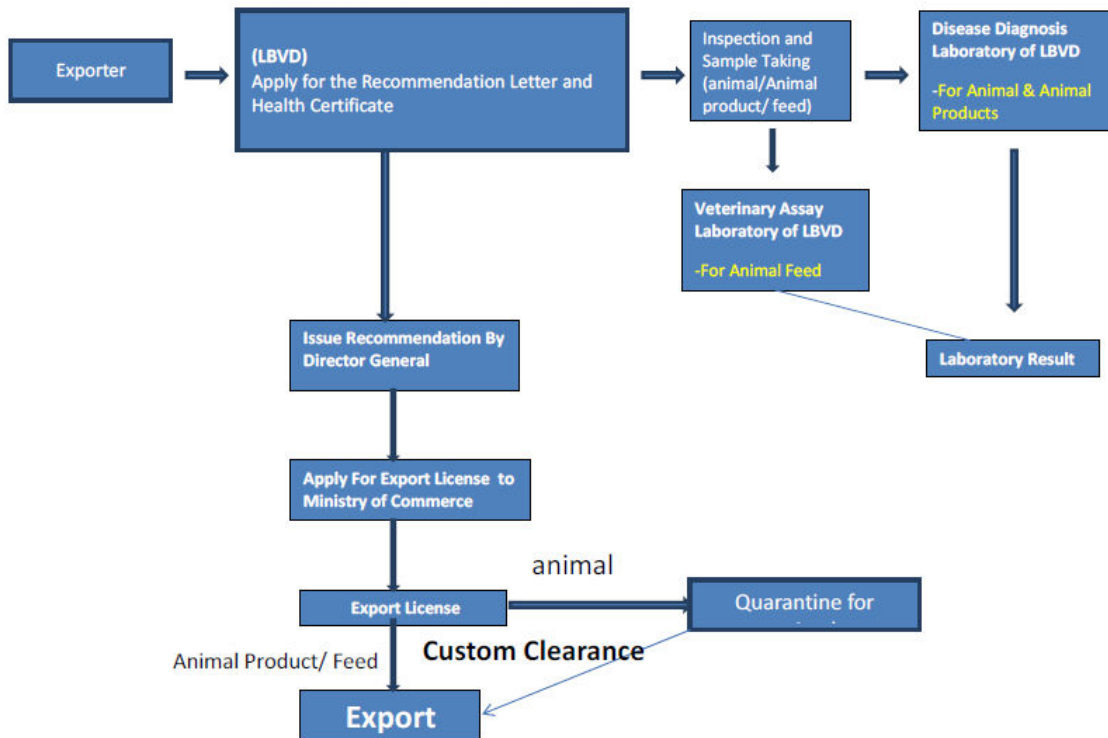 Exporter
(LBVD)
Apply for the Recommendation Letter and
Health Certificate
Inspection and
Sample Taking
(animal/Animal
product/ feed)
Disease Diagnosis
Laboratory of LBVD
-For Animal & Animal
Products
Veterinary Assay
Laboratory of LBVD
-For Animal Feed
Laboratory Result
Issue Recommendation By
Director General
Apply For Export License to
Ministry of Commerce
Export License
animal
Quarantine for
Custom Clearance
Animal Product/ Feed
Export